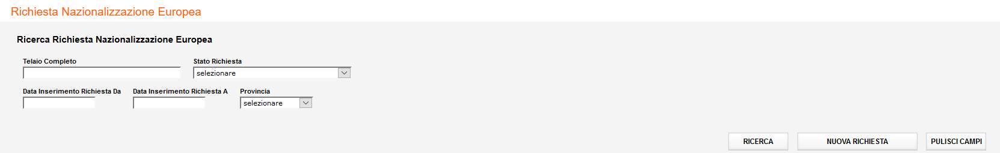 Richiesta Nazionalizzazione Europea
Ricerca Richiesta Nazionalizzazione Europea
Telaio Completo Stato Richiesta
selezionare
Data Inserimento Richiesta Da Data Inserimento Richiesta A Provincia
selezionare
RICERCA NUOVA RICHIESTA PULISCI CAMPI